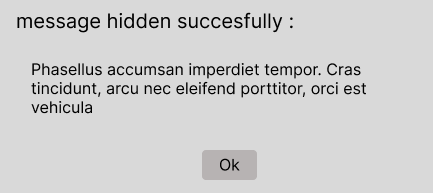 message hidden succesfully :
Phasellus accumsan imperdiet tempor. Cras
tincidunt, arcu nec eleifend porttitor, orci est
vehicula
Ok